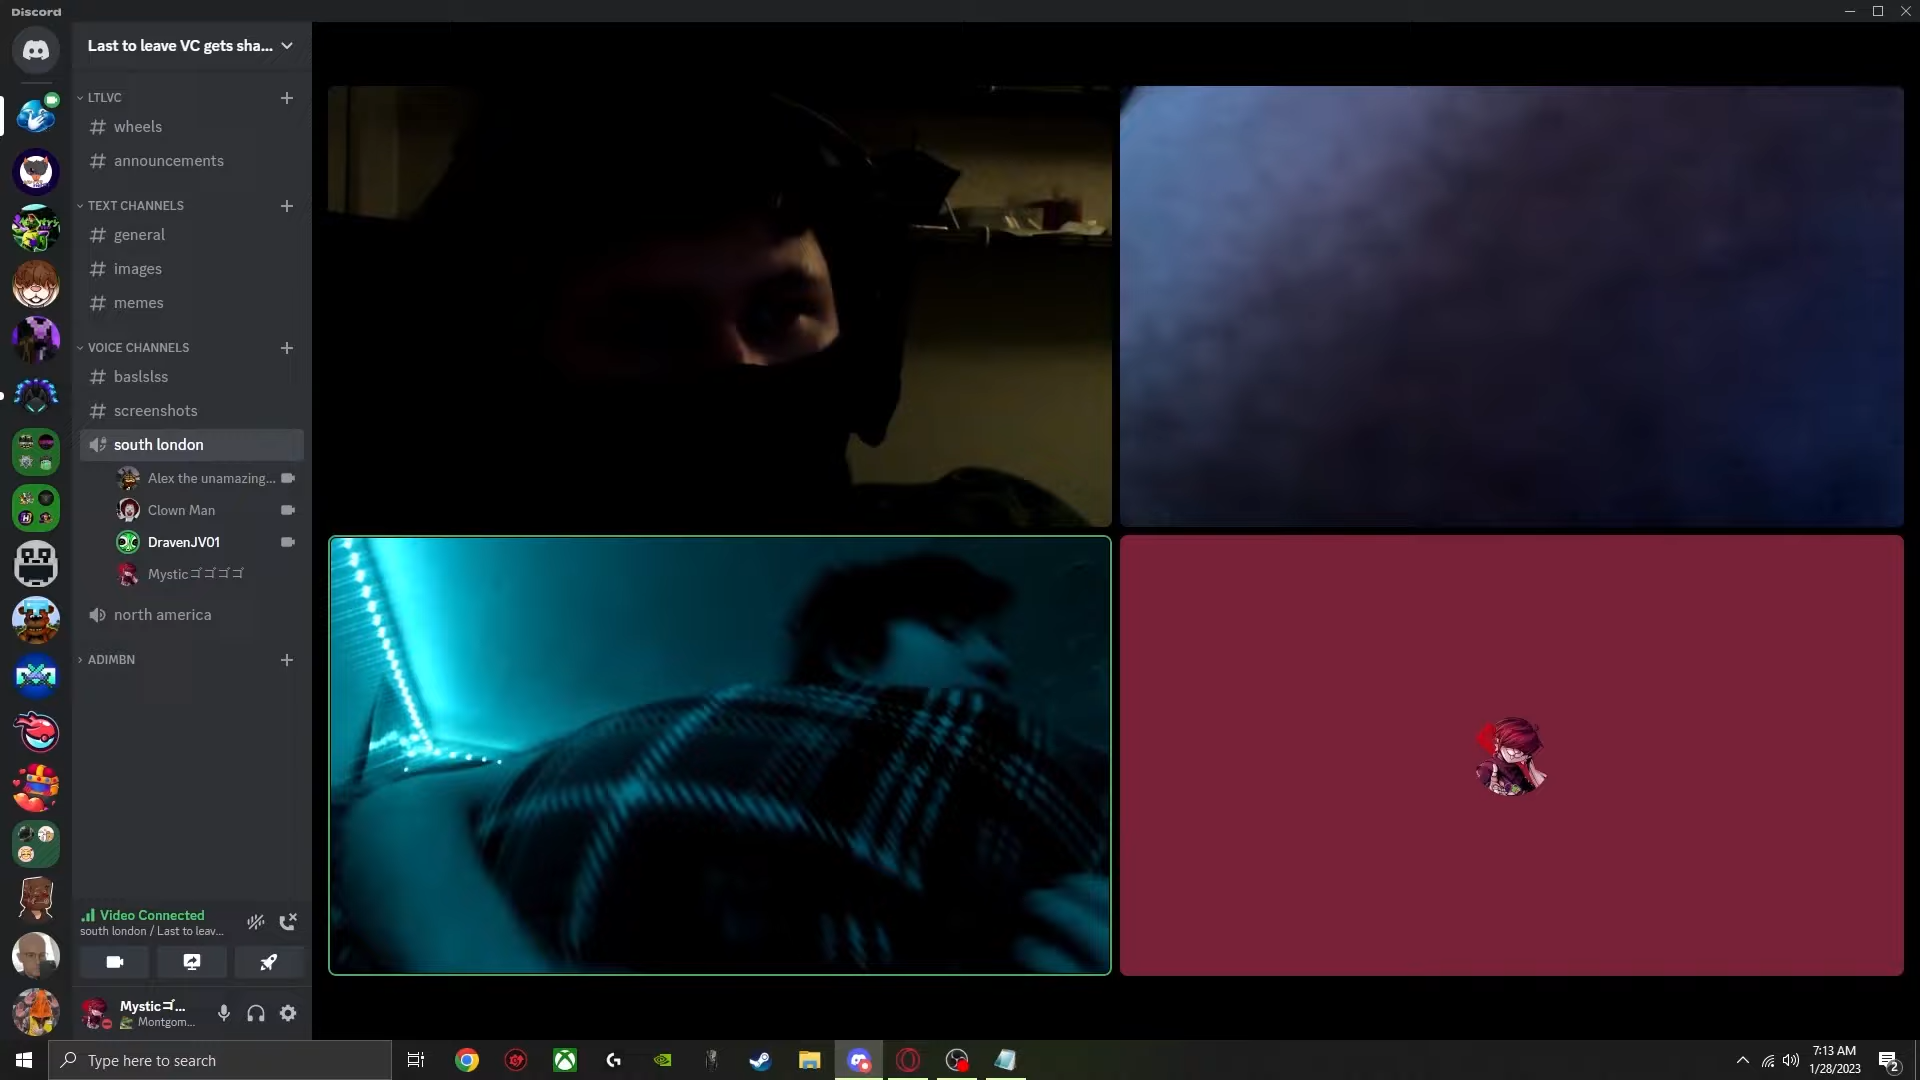 Discord
Last to leave VC gets sha...
LTLVC
wheels
announcements
TEXT CHANNELS
general
images
memes
VOICE CHANNELS
baslslss
screenshots
south london
Alex the unamazing...
Clown Man
DravenJV01
Mysticゴゴゴゴ
north america
ADIMBN
Video Connected
south london / Last to leav...
Mysticゴ...
Montgom...
Type here to search
7:13 AM
1/28/2023
2